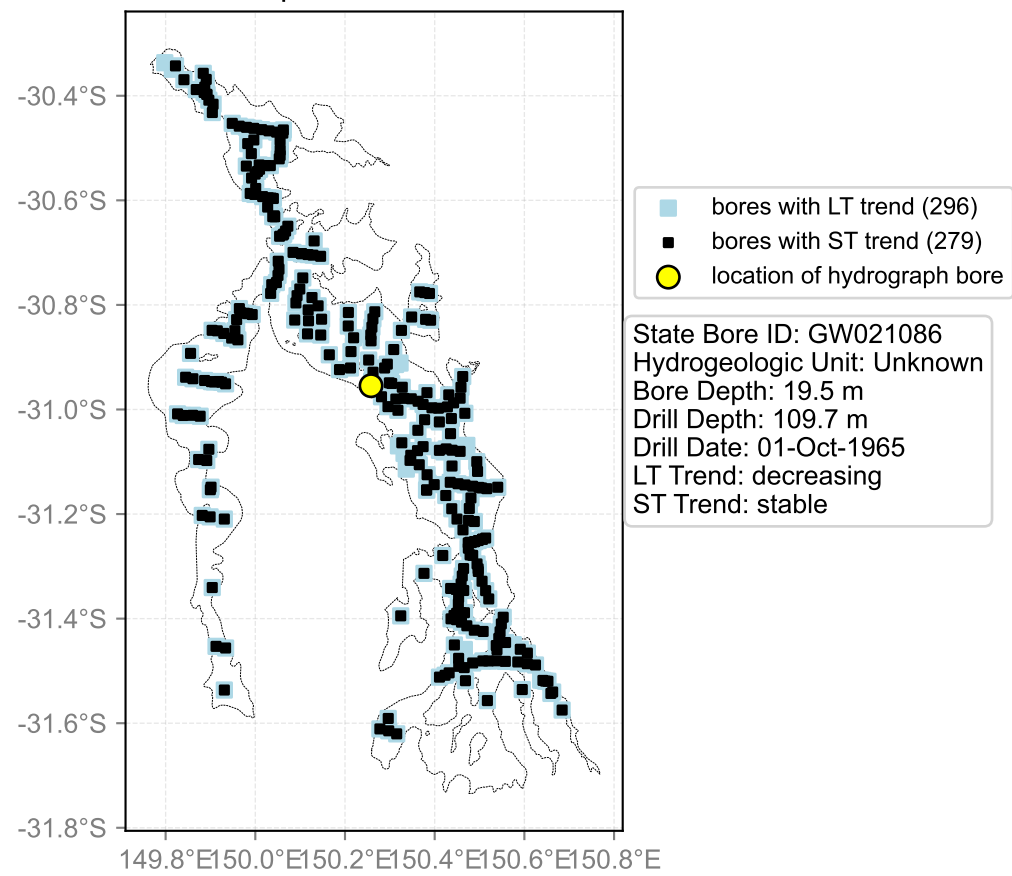 -30.4°S
-30.6°S
-30.8°S
-31.0°S
-31.2°S
-31.4°S
-31.6°S
-31.8°S
149.8°E150.0°E150.2°E150.4°E150.6°E150.8°E
bores with LT trend (296)
bores with ST trend (279)
location of hydrograph bore
State Bore ID: GW021086
Hydrogeologic Unit: Unknown
Bore Depth: 19.5 m
Drill Depth: 109.7 m
Drill Date: 01-Oct-1965
LT Trend: decreasing
ST Trend: stable